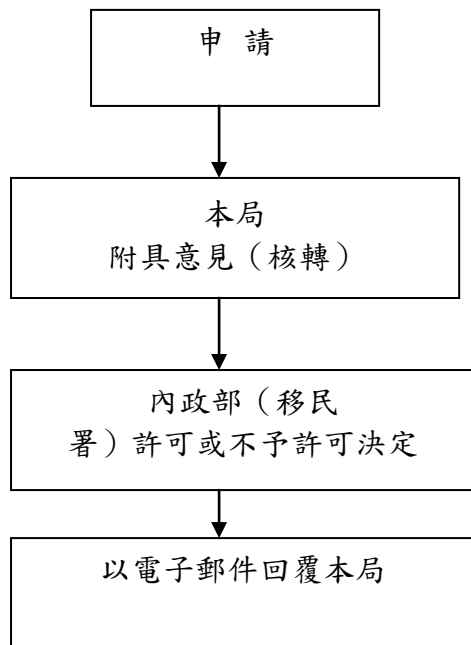 申 請
本局
附具意見（核轉）
內政部（移民
署）許可或不予許可決定
以電子郵件回覆本局